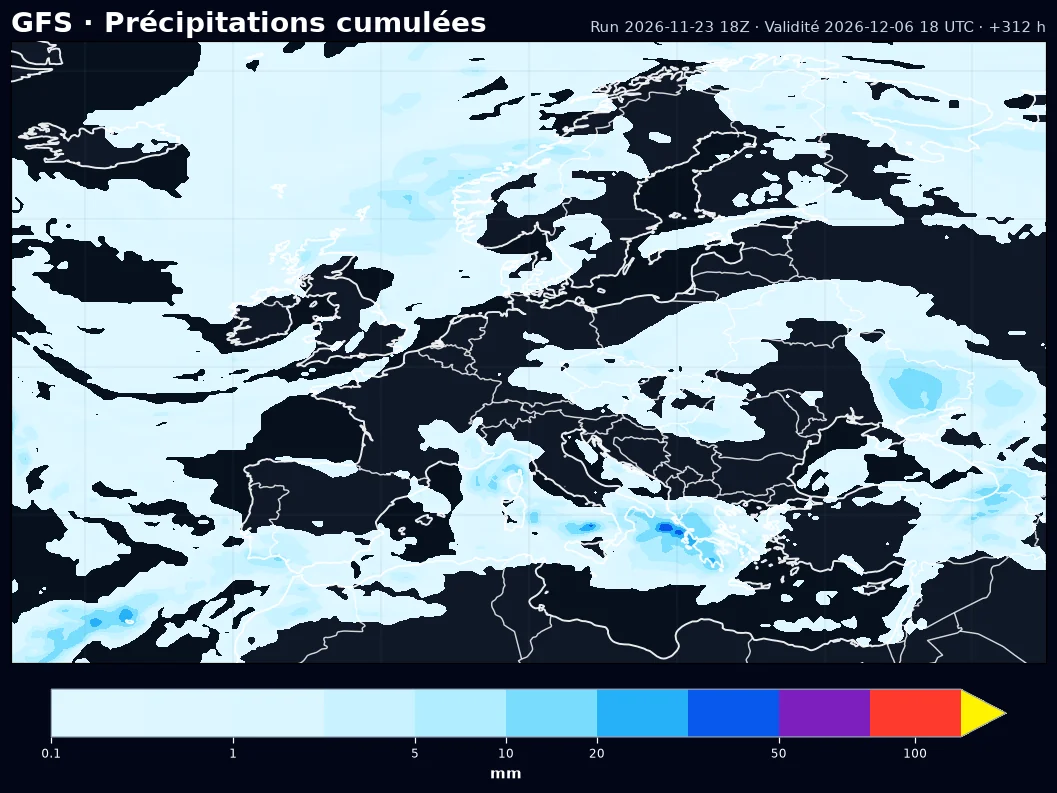 GFS · Précipitations cumulées
Run 2026-11-23 18Z · Validité 2026-12-06 18 UTC · +312 h
0.1 1 5 10 20 50 100
mm